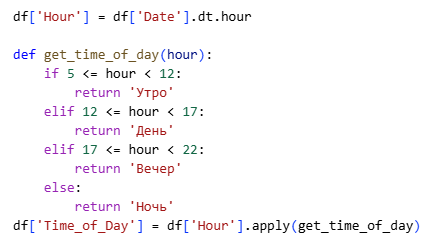 df['Hour'] = df['Date'].dt.hour

def get_time_of_day(hour):
    if 5 <= hour < 12:
        return 'Утро'
    elif 12 <= hour < 17:
        return 'День'
    elif 17 <= hour < 22:
        return 'Вечер'
    else:
        return 'Ночь'
df['Time_of_Day'] = df['Hour'].apply(get_time_of_day)